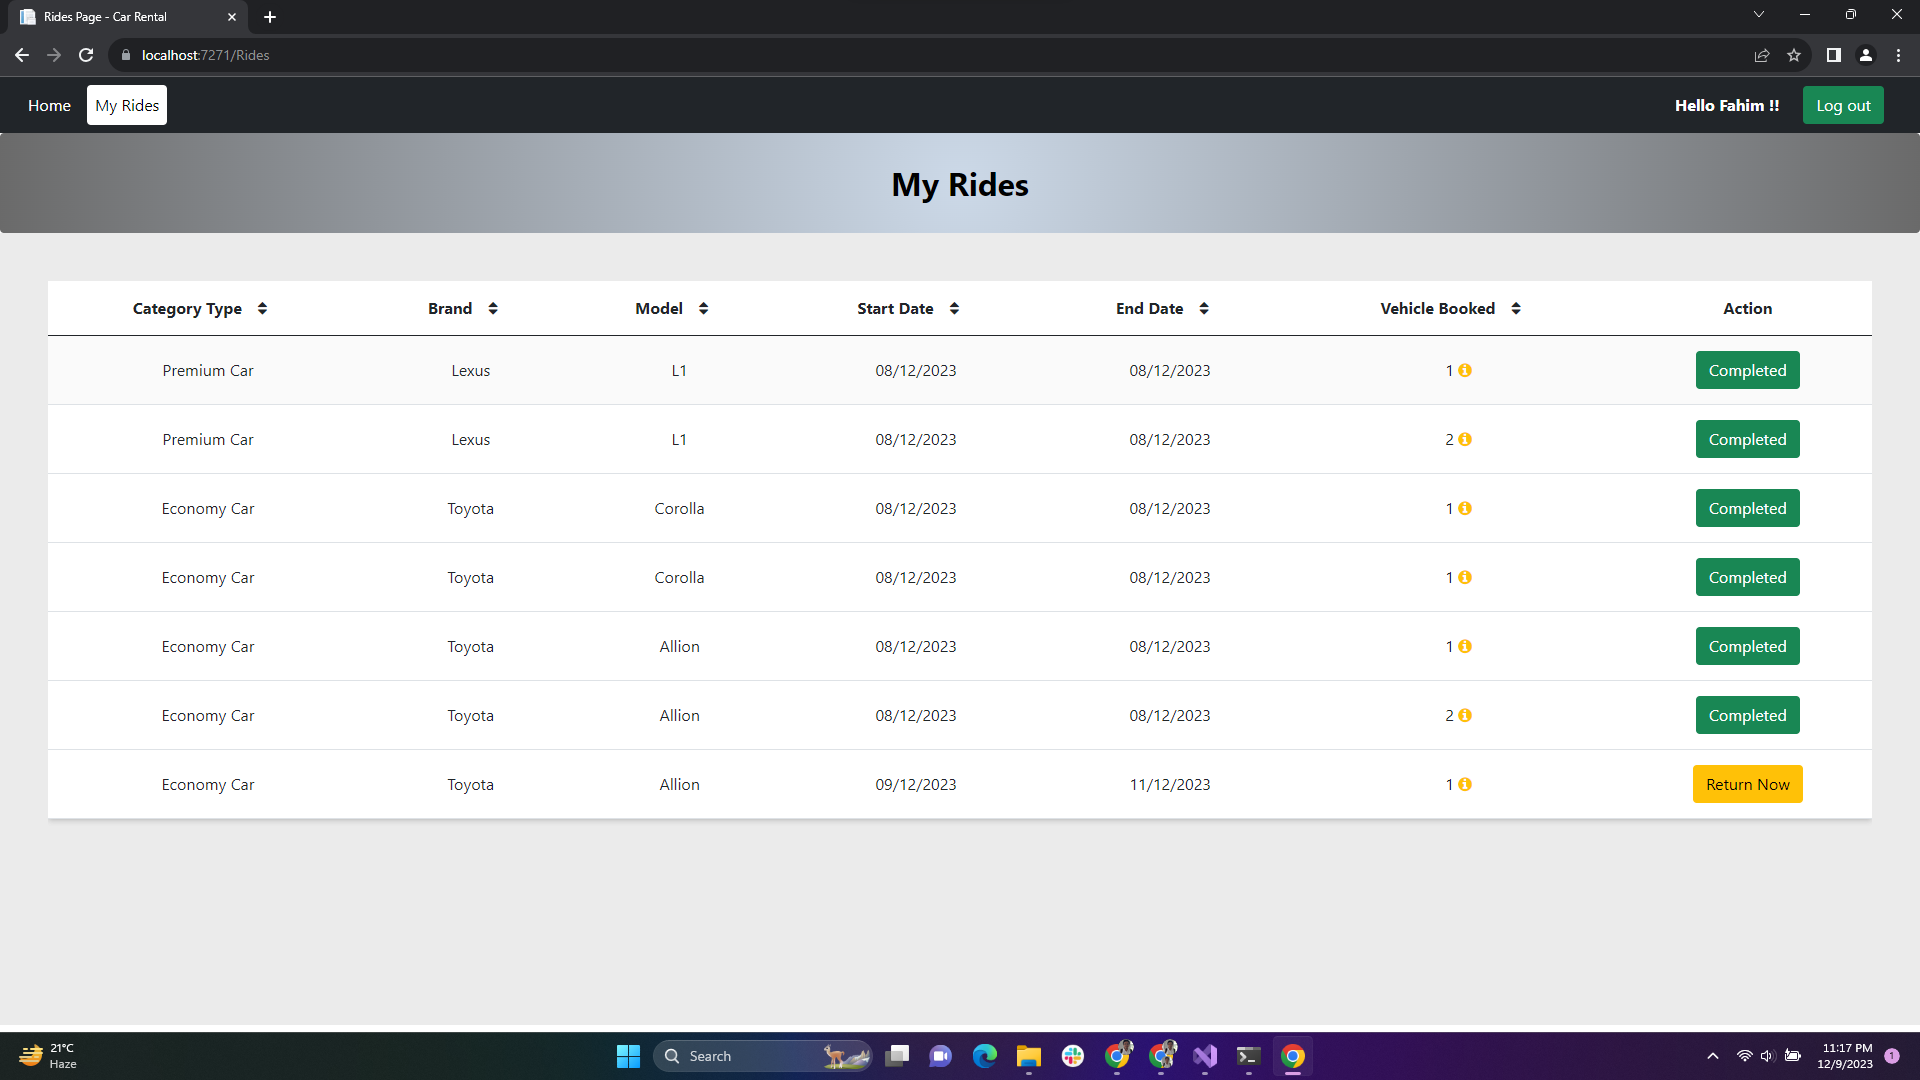 Rides Page - Car Rental
localhost:7271/Rides
Home My Rides Hello Fahim !! Log out
My Rides
Category Type Brand Model Start Date End Date Vehicle Booked Action
Premium Car Lexus L1 08/12/2023 08/12/2023 1 Completed
Premium Car Lexus L1 08/12/2023 08/12/2023 2 Completed
Economy Car Toyota Corolla 08/12/2023 08/12/2023 1 Completed
Economy Car Toyota Corolla 08/12/2023 08/12/2023 1 Completed
Economy Car Toyota Allion 08/12/2023 08/12/2023 1 Completed
Economy Car Toyota Allion 08/12/2023 08/12/2023 2 Completed
Economy Car Toyota Allion 09/12/2023 11/12/2023 1 Return Now
21°C
Haze
Search
11:17 PM
12/9/2023
1